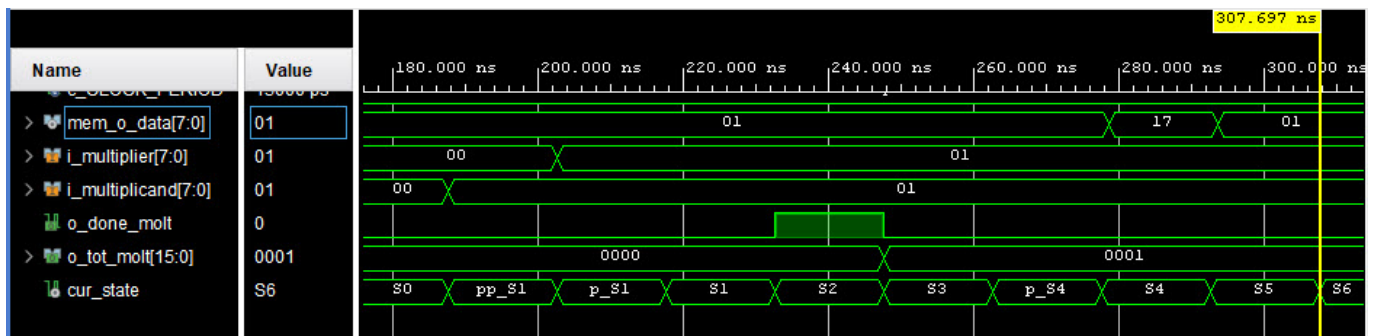 307.697 ns
Name Value
180.000 ns 200.000 ns 220.000 ns 240.000 ns 260.000 ns 280.000 ns 300.000 ns
c_CLOCK_PERIOD 15000 ps
mem_o_data[7:0] 01 01 17 01
i_multiplier[7:0] 01 00 01
i_multiplicand[7:0] 01 00 01
o_done_molt 0
o_tot_molt[15:0] 0001 0000 0001
cur_state S6 S0 pp_S1 p_S1 S1 S2 S3 p_S4 S4 S5 S6